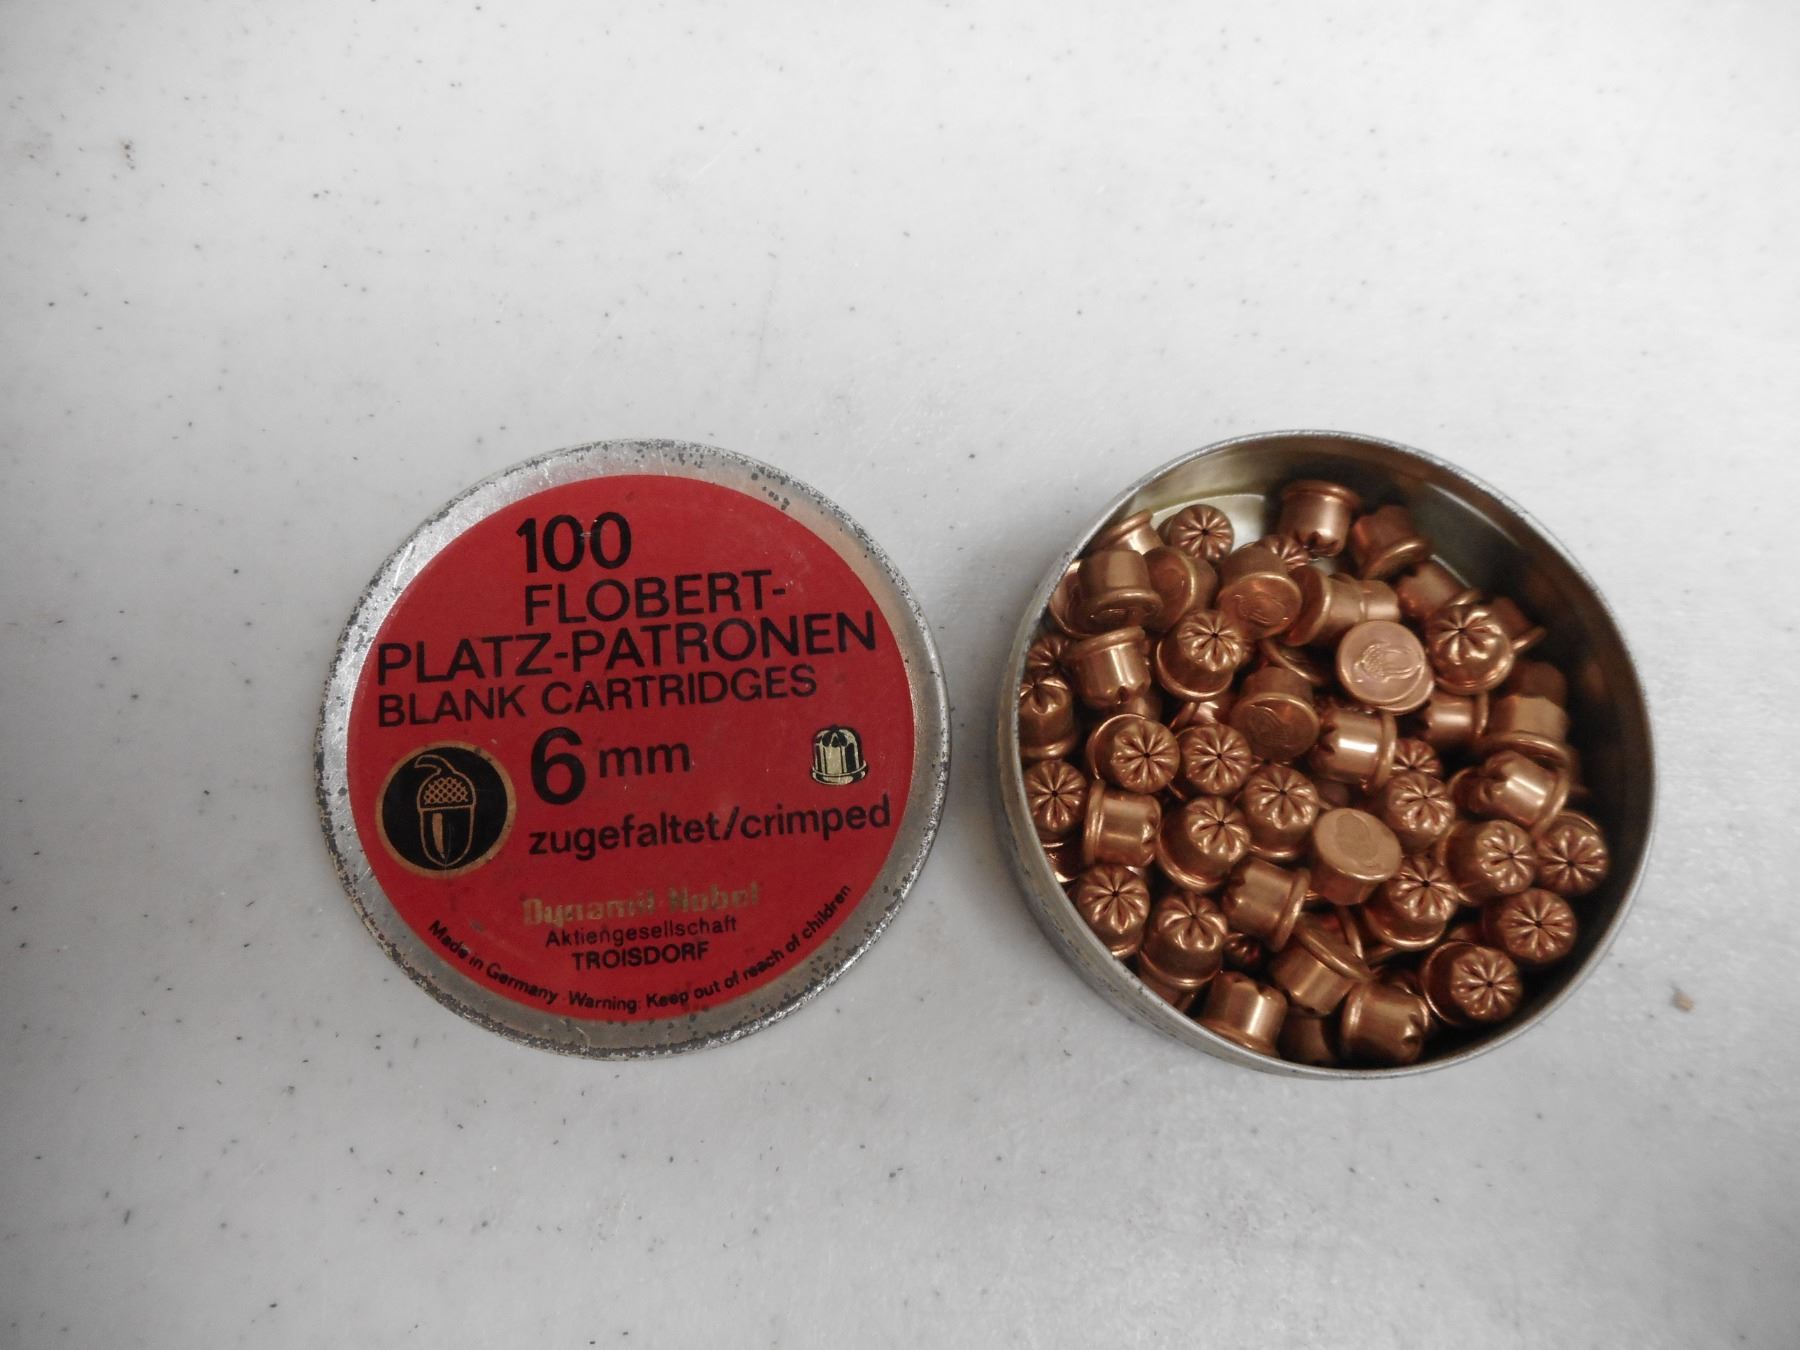 100
FLOBERT-
PLATZ-PATRONEN
BLANK CARTRIDGES
6 mm
zugefaltet/crimped
Dynamit Nobel
Aktiengesellschaft
TROISDORF
Made in Germany · Warning: Keep out of reach of children